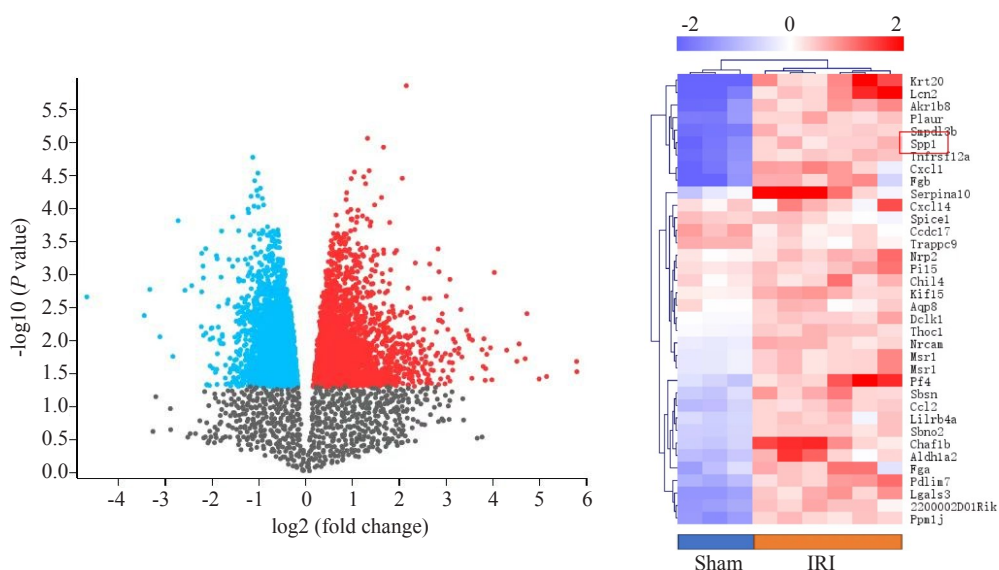 5.5
5.0
4.5
4.0
3.5
3.0
2.5
2.0
1.5
1.0
0.5
0.0
-log10 (P value)
-4 -3 -2 -1 0 1 2 3 4 5 6
log2 (fold change)
-2 0 2
Krt20
Lcn2
Akr1b8
Plaur
Smpdl3b
Spp1
Tnfrsf12a
Cxcl1
Fgb
Serpina10
Cxcl14
Spice1
Ccdc17
Trappc9
Nrp2
Pi15
Chil4
Kif15
Aqp8
Dclk1
Thoc1
Nrcam
Msr1
Msr1
Pf4
Sbsn
Ccl2
Lilrb4a
Sbno2
Chaf1b
Aldh1a2
Fga
Pdlim7
Lgals3
2200002D01Rik
Ppm1j
Sham IRI